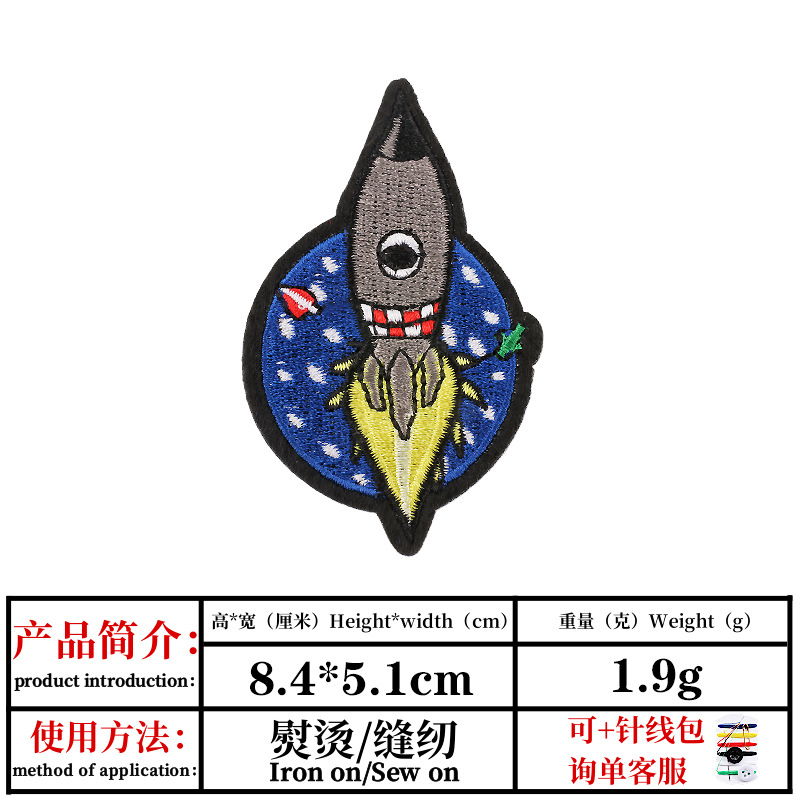 产品简介：
product introduction:
高*宽（厘米）Height*width（cm）
重量（克）Weight（g）
8.4*5.1cm
1.9g
使用方法：
method of application:
熨烫/缝纫
Iron on/Sew on
可+针线包
询单客服